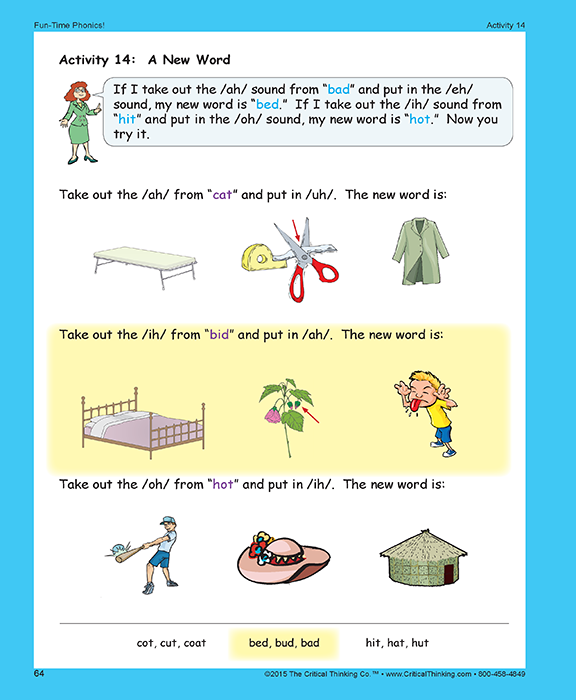 Fun-Time Phonics! Activity 14
Activity 14: A New Word
If I take out the /ah/ sound from “bad” and put in the /eh/
sound, my new word is “bed.” If I take out the /ih/ sound from
“hit” and put in the /oh/ sound, my new word is “hot.” Now you
try it.
Take out the /ah/ from “cat” and put in /uh/. The new word is:
Take out the /ih/ from “bid” and put in /ah/. The new word is:
Take out the /oh/ from “hot” and put in /ih/. The new word is:
cot, cut, coat bed, bud, bad hit, hat, hut
64 ©2015 The Critical Thinking Co.™ • www.CriticalThinking.com • 800-458-4849